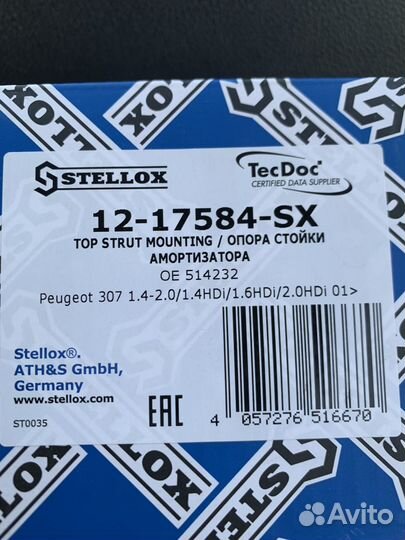 STELLOX
TecDoc
CERTIFIED DATA SUPPLIER
12-17584-SX
TOP STRUT MOUNTING / ОПОРА СТОЙКИ
АМОРТИЗАТОРА
OE 514232
Peugeot 307 1.4-2.0/1.4HDi/1.6HDi/2.0HDi 01>
Stellox®.
ATH&S GmbH,
Germany
www.stellox.com
ST0035
EAC
4 057276 516670
Avito